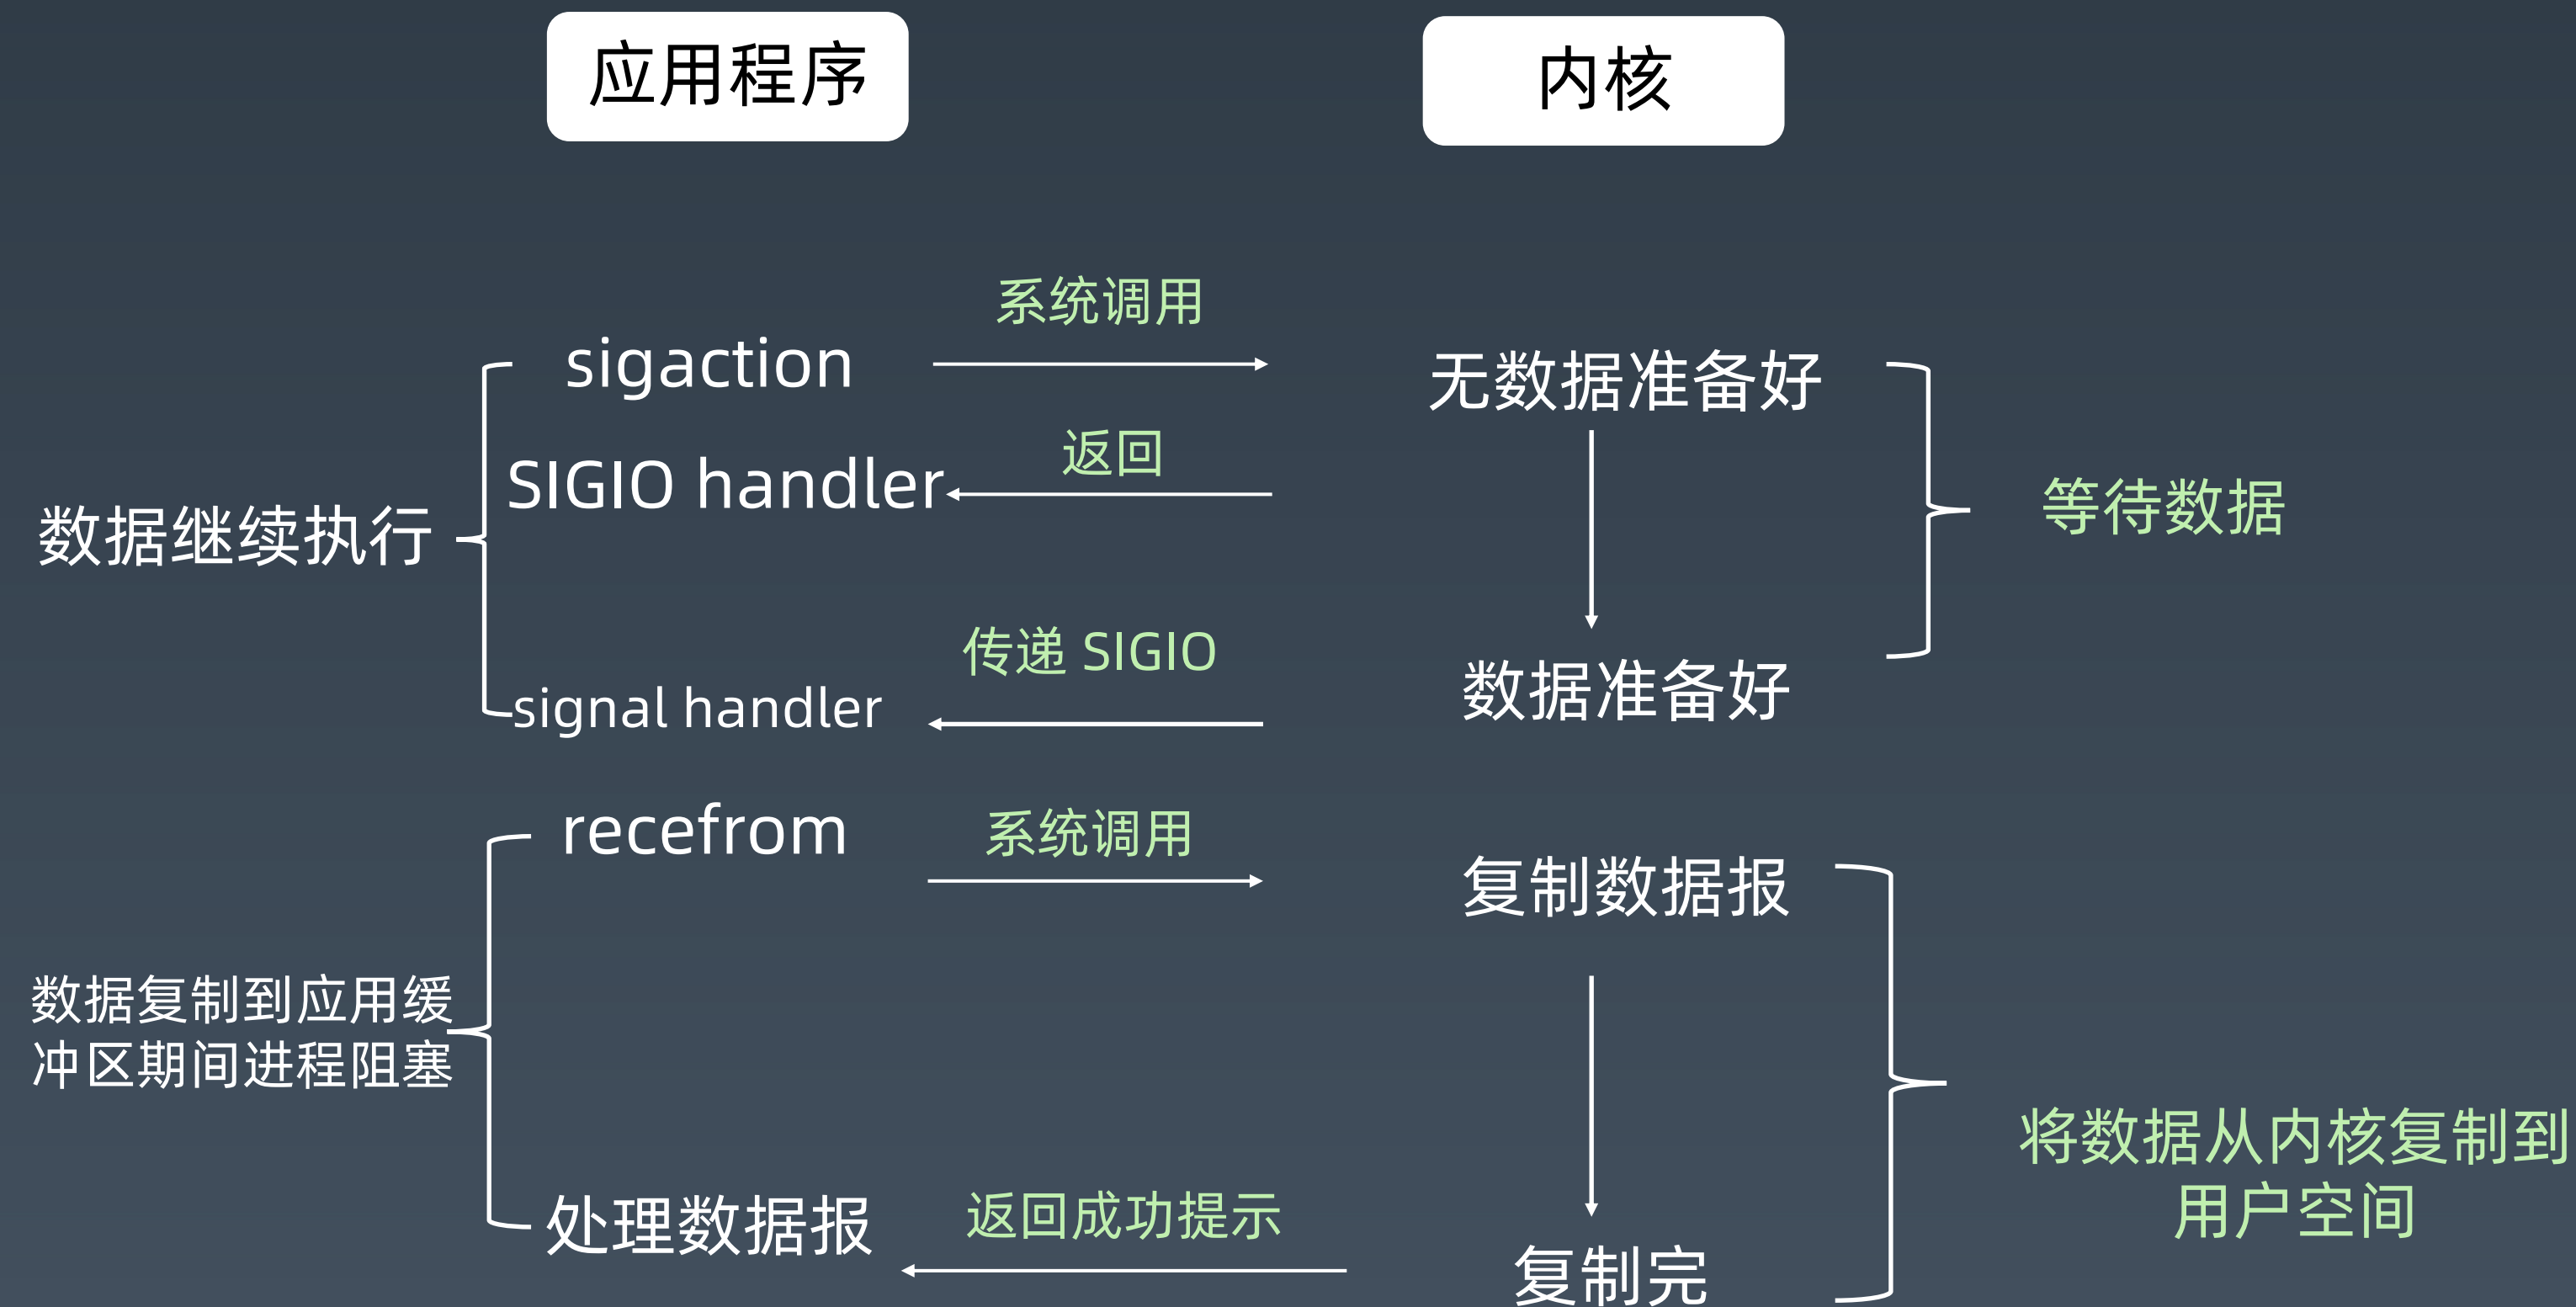 应用程序
内核
系统调用
sigaction
无数据准备好
返回
SIGIO handler
数据继续执行
等待数据
传递 SIGIO
signal handler
数据准备好
recefrom
系统调用
复制数据报
数据复制到应用缓
冲区期间进程阻塞
将数据从内核复制到
用户空间
处理数据报
返回成功提示
复制完